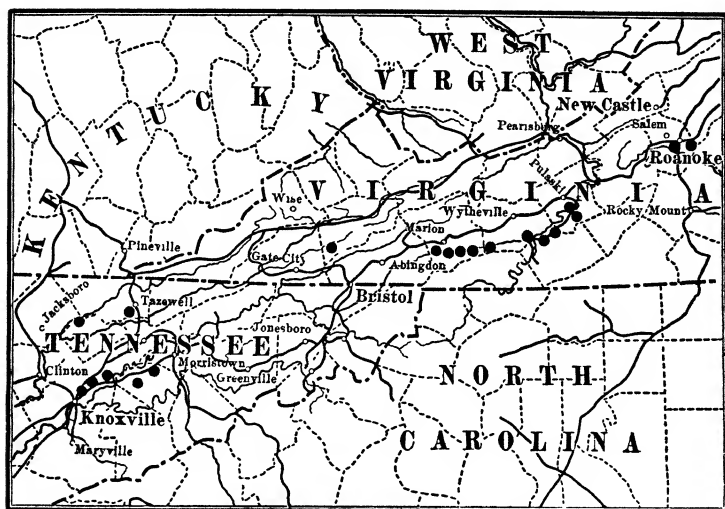 WEST
VIRGINIA
KENTUCKY
New Castle
Salem
Pearisburg
Roanoke
Pulaski
VIRGINIA
Wise
Wytheville
Rocky Mount
Marion
Pineville
Gate City
Abingdon
Jacksboro
Tazewell
Bristol
Jonesboro
TENNESSEE
Clinton
Morristown
Greenville
NORTH
Knoxville
CAROLINA
Maryville